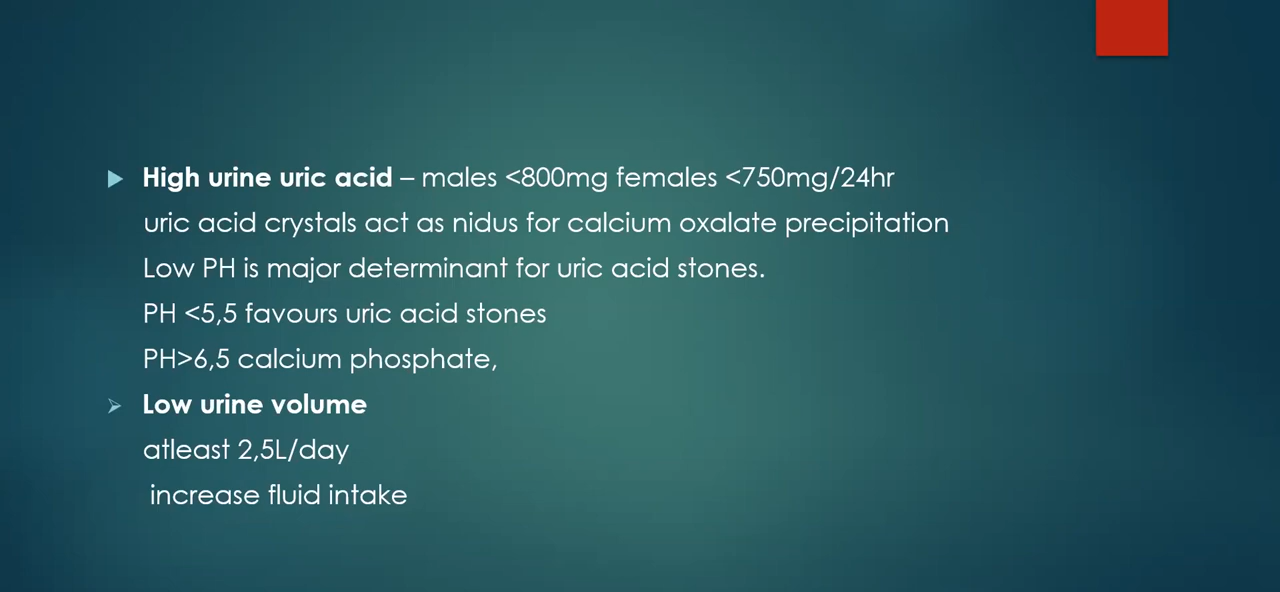 High urine uric acid – males <800mg females <750mg/24hr
uric acid crystals act as nidus for calcium oxalate precipitation
Low PH is major determinant for uric acid stones.
PH <5,5 favours uric acid stones
PH>6,5 calcium phosphate,
Low urine volume
atleast 2,5L/day
increase fluid intake